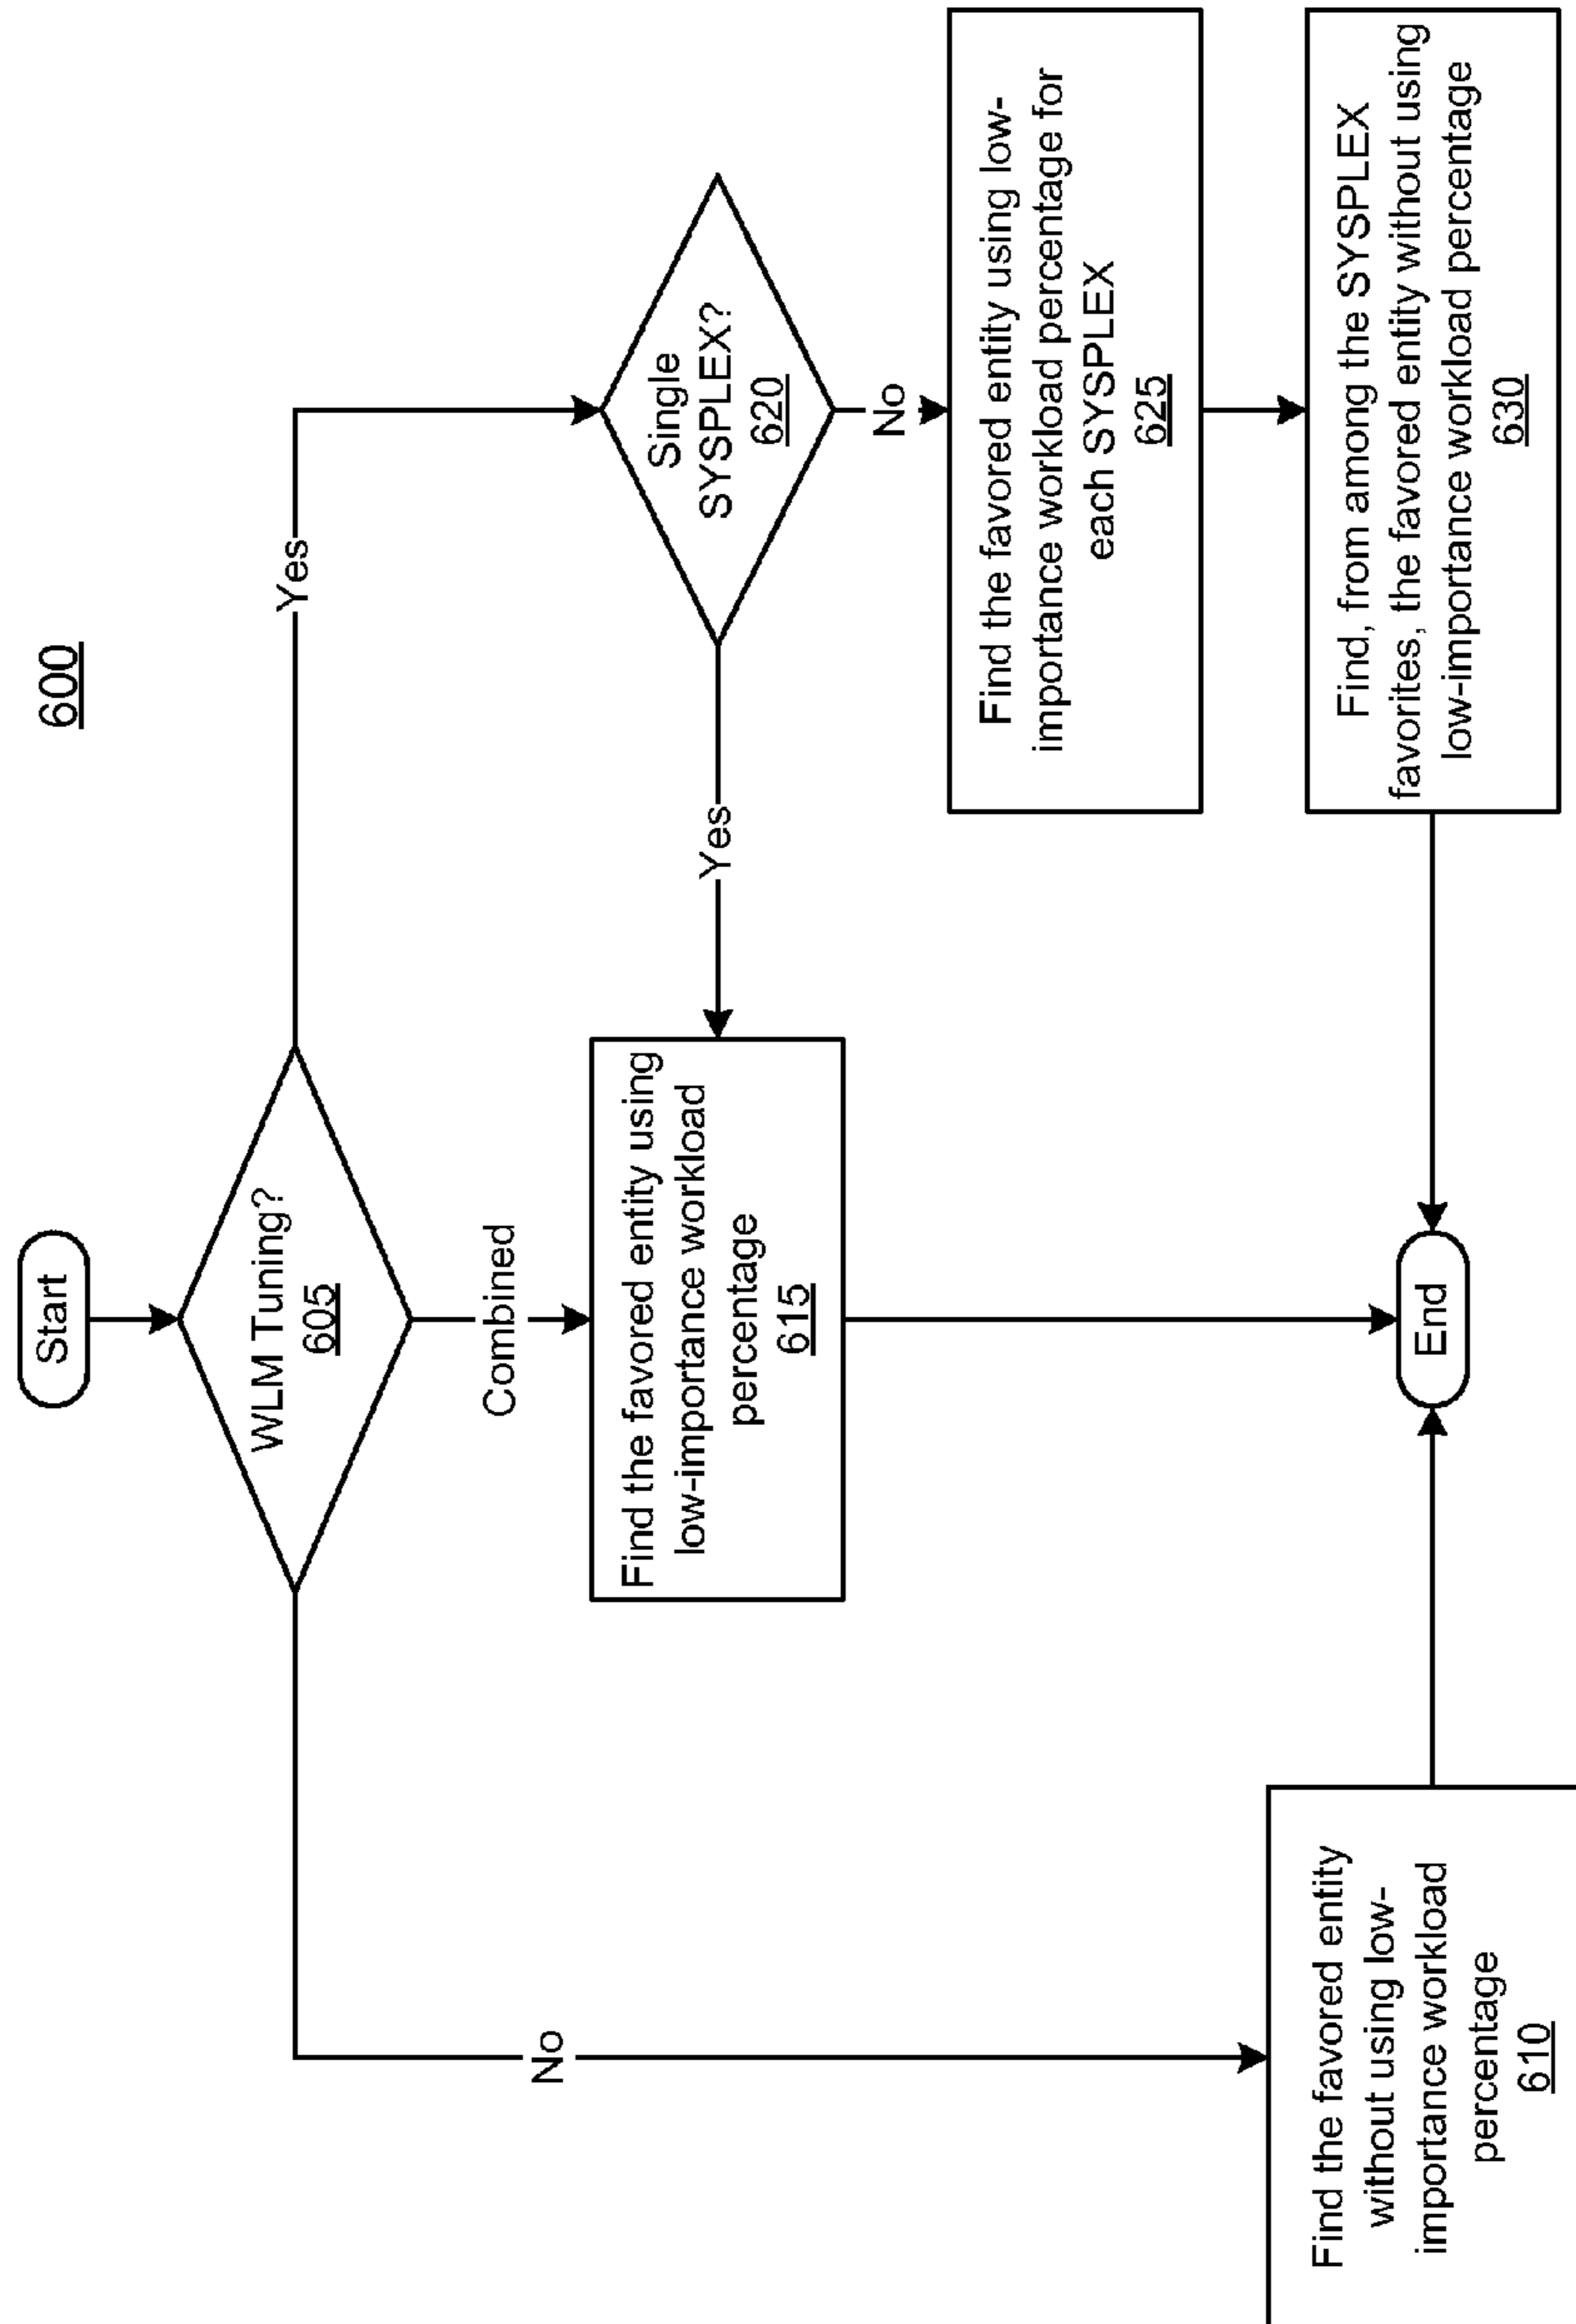 600
Start
WLM Tuning?
605
Yes
Combined
No
Single
SYSPLEX?
620
Yes
No
Find the favored entity using
low-importance workload
percentage
615
Find the favored entity using low-
importance workload percentage for
each SYSPLEX
625
Find the favored entity
without using low-
importance workload
percentage
610
End
Find, from among the SYSPLEX
favorites, the favored entity without using
low-importance workload percentage
630